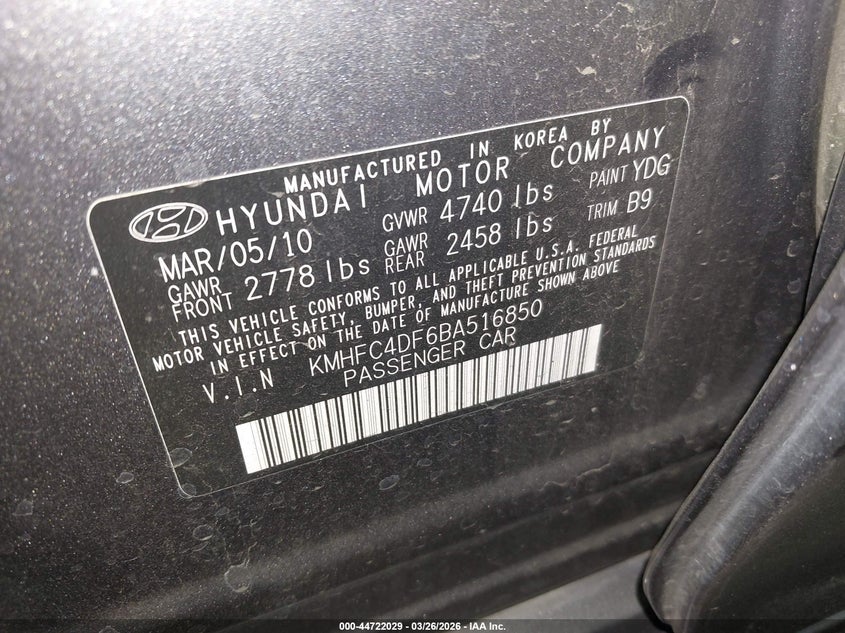 MANUFACTURED IN KOREA BY
HYUNDAI MOTOR COMPANY
MAR/05/10 GVWR 4740 lbs PAINT YDG
GAWR FRONT 2778 lbs GAWR REAR 2458 lbs TRIM B9
THIS VEHICLE CONFORMS TO ALL APPLICABLE U.S.A. FEDERAL
MOTOR VEHICLE SAFETY, BUMPER, AND THEFT PREVENTION STANDARDS
IN EFFECT ON THE DATE OF MANUFACTURE SHOWN ABOVE
V.I.N KMHFC4DF6BA516850
PASSENGER CAR
000-44722029 - 03/26/2026 - IAA Inc.